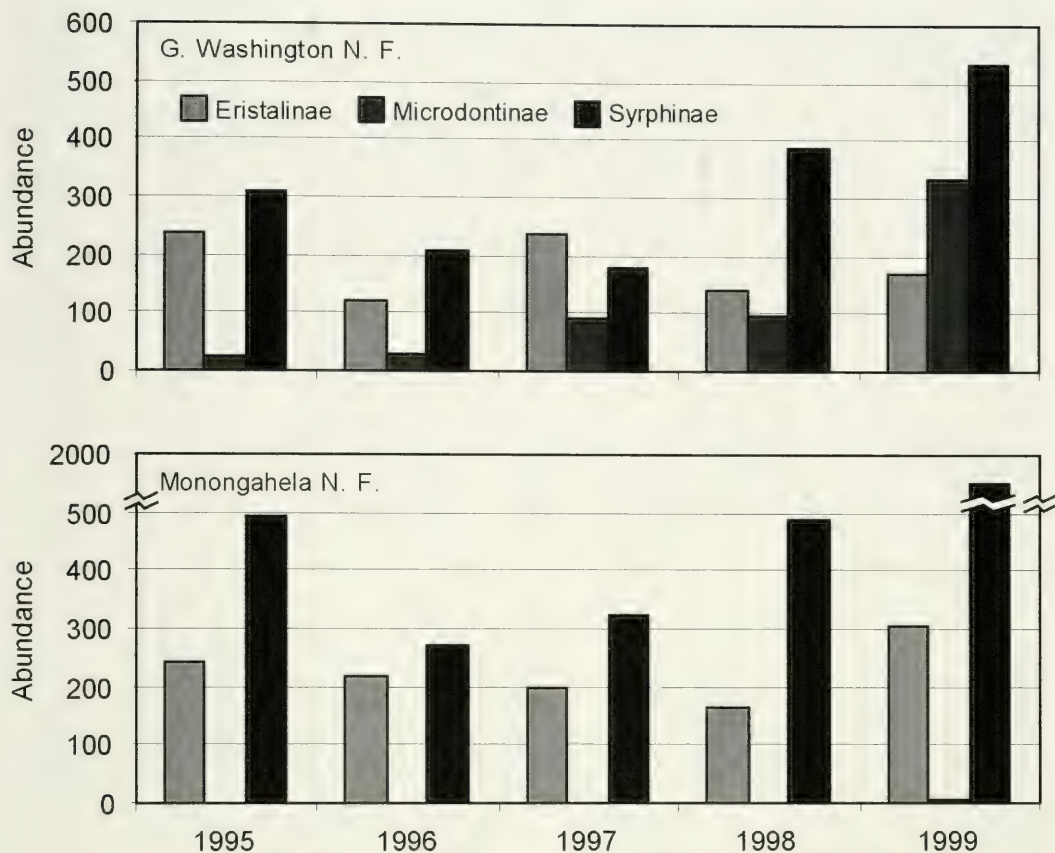 600
500
400
300
200
100
0
Abundance
G. Washington N. F.
Eristalinae Microdontinae Syrphinae
2000
500
400
300
200
100
0
Abundance
Monongahela N. F.
1995 1996 1997 1998 1999